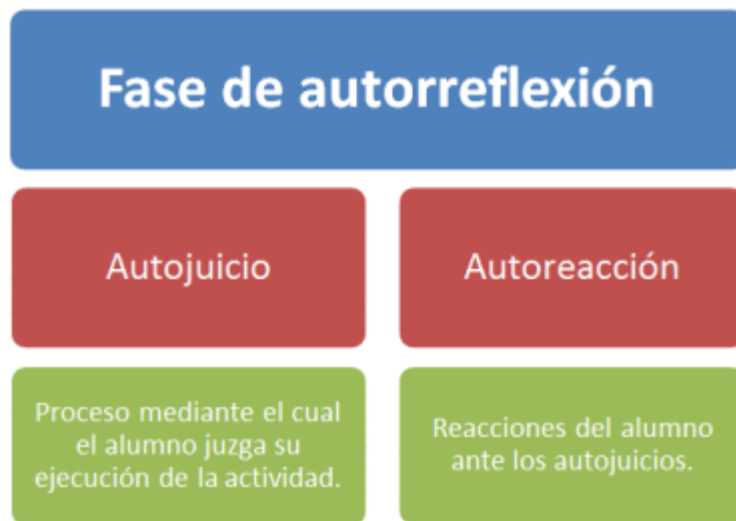 Fase de autorreflexión
Autojuicio
Autoreacción
Proceso mediante el cual
el alumno juzga su
ejecución de la actividad.
Reacciones del alumno
ante los autojuicios.